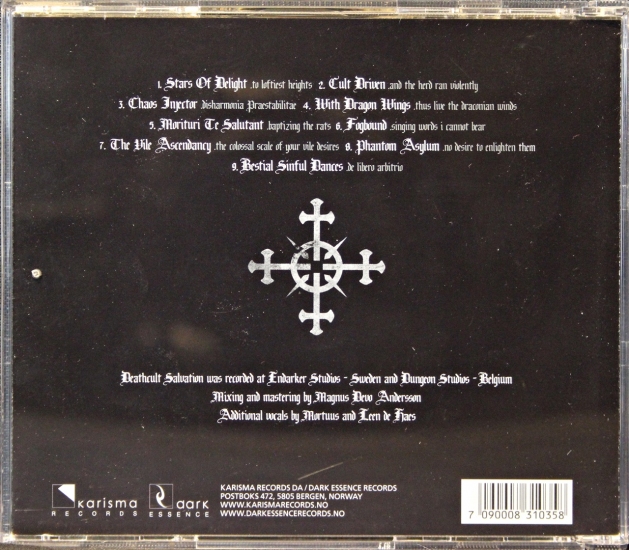 1. Stars Of Delight .to loftiest heights 2. Cult Driven .and the herd ran violently
3. Chaos Injector .disharmonia Praestabilitae 4. With Dragon Wings .thus live the draconian winds
5. Morituri Te Salutant .baptizing the rats 6. Fogbound .singing words i cannot bear
7. The Vile Ascendancy .the colossal scale of your vile desires 8. Phantom Asylum .no desire to enlighten them
9. Bestial Sinful Dances .de libero arbitrio
Deathcult Salvation was recorded at Endarker Studios - Sweden and Dungeon Studios - Belgium
Mixing and mastering by Magnus Devo Andersson
Additional vocals by Mortuus and Leen de Haes
karisma
RECORDS
dark
ESSENCE
KARISMA RECORDS DA / DARK ESSENCE RECORDS
POSTBOKS 472, 5805 BERGEN, NORWAY
WWW.KARISMARECORDS.NO
WWW.DARKESSENCERECORDS.NO
7 090008 310358